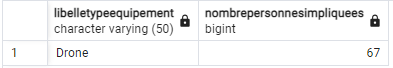 libelletypeequipement
character varying (50)
nombrepersonnesimpliquees
bigint
1
Drone
67